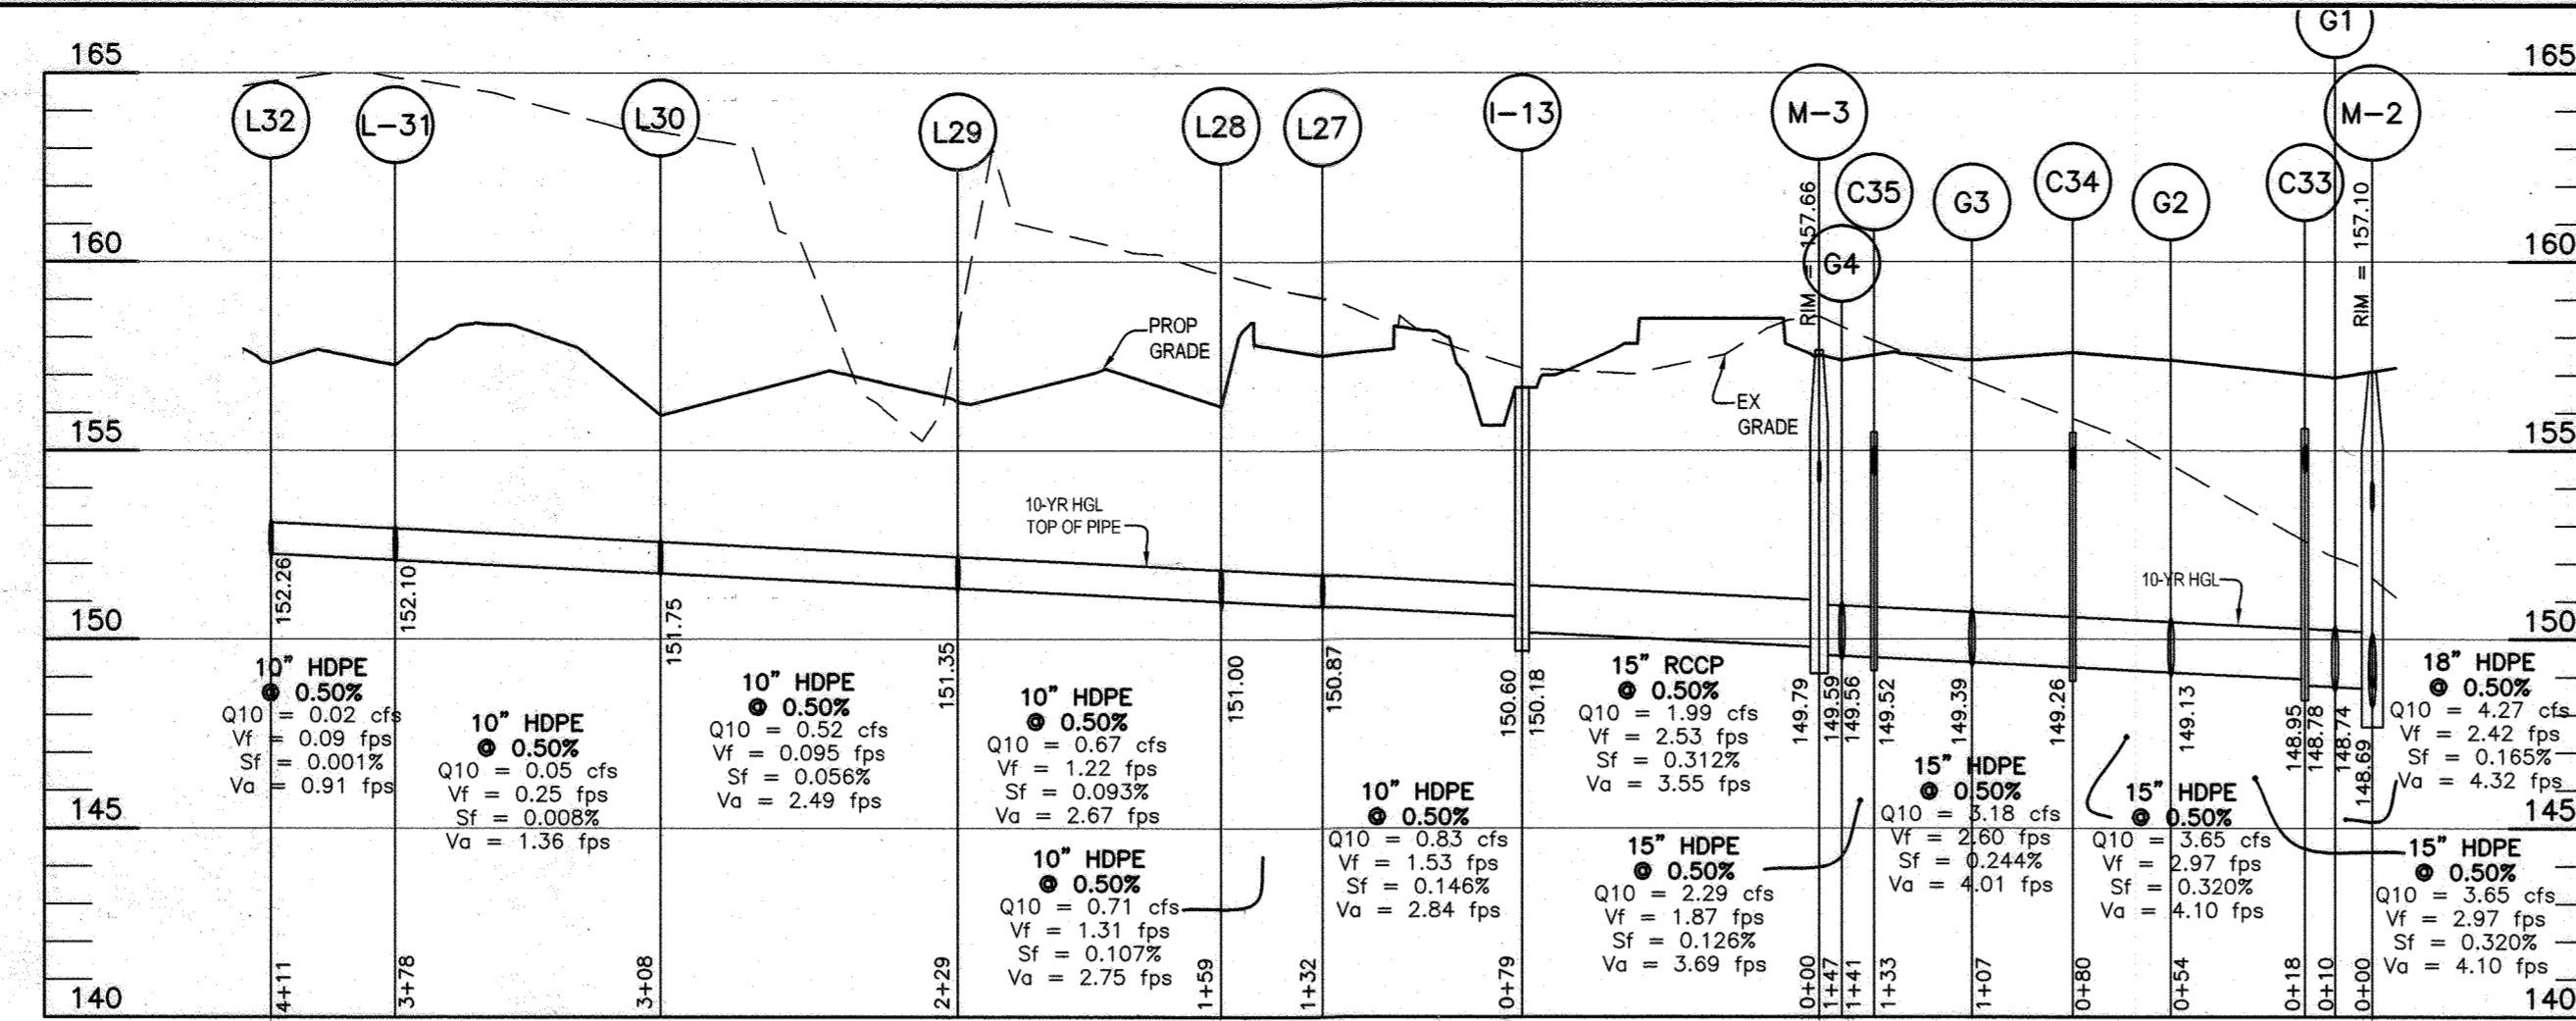 G1
165
165
L32
L-31
L30
L29
L28
L27
I-13
M-3
M-2
C35
G3
C34
G2
C33
G4
RIM = 157.66
RIM = 157.10
160
160
PROP
GRADE
EX
GRADE
155
155
10-YR HGL
TOP OF PIPE
10-YR HGL
150
150
152.26
152.10
151.75
151.35
151.00
150.87
150.60
150.18
149.79
149.59
149.56
149.52
149.39
149.26
149.13
148.95
148.78
148.74
148.69
10" HDPE
@ 0.50%
Q10 = 0.02 cfs
Vf = 0.09 fps
Sf = 0.001%
Va = 0.91 fps
10" HDPE
@ 0.50%
Q10 = 0.05 cfs
Vf = 0.25 fps
Sf = 0.008%
Va = 1.36 fps
10" HDPE
@ 0.50%
Q10 = 0.52 cfs
Vf = 0.095 fps
Sf = 0.056%
Va = 2.49 fps
10" HDPE
@ 0.50%
Q10 = 0.67 cfs
Vf = 1.22 fps
Sf = 0.093%
Va = 2.67 fps
10" HDPE
@ 0.50%
Q10 = 0.71 cfs
Vf = 1.31 fps
Sf = 0.107%
Va = 2.75 fps
10" HDPE
@ 0.50%
Q10 = 0.83 cfs
Vf = 1.53 fps
Sf = 0.146%
Va = 2.84 fps
15" RCCP
@ 0.50%
Q10 = 1.99 cfs
Vf = 2.53 fps
Sf = 0.312%
Va = 3.55 fps
15" HDPE
@ 0.50%
Q10 = 2.29 cfs
Vf = 1.87 fps
Sf = 0.126%
Va = 3.69 fps
15" HDPE
@ 0.50%
Q10 = 3.18 cfs
Vf = 2.60 fps
Sf = 0.244%
Va = 4.01 fps
15" HDPE
@ 0.50%
Q10 = 3.65 cfs
Vf = 2.97 fps
Sf = 0.320%
Va = 4.10 fps
18" HDPE
@ 0.50%
Q10 = 4.27 cfs
Vf = 2.42 fps
Sf = 0.165%
Va = 4.32 fps
15" HDPE
@ 0.50%
Q10 = 3.65 cfs
Vf = 2.97 fps
Sf = 0.320%
Va = 4.10 fps
145
145
140
140
4+11
3+78
3+08
2+29
1+59
1+32
0+79
0+00
1+47
1+41
1+33
1+07
0+80
0+54
0+18
0+10
0+00